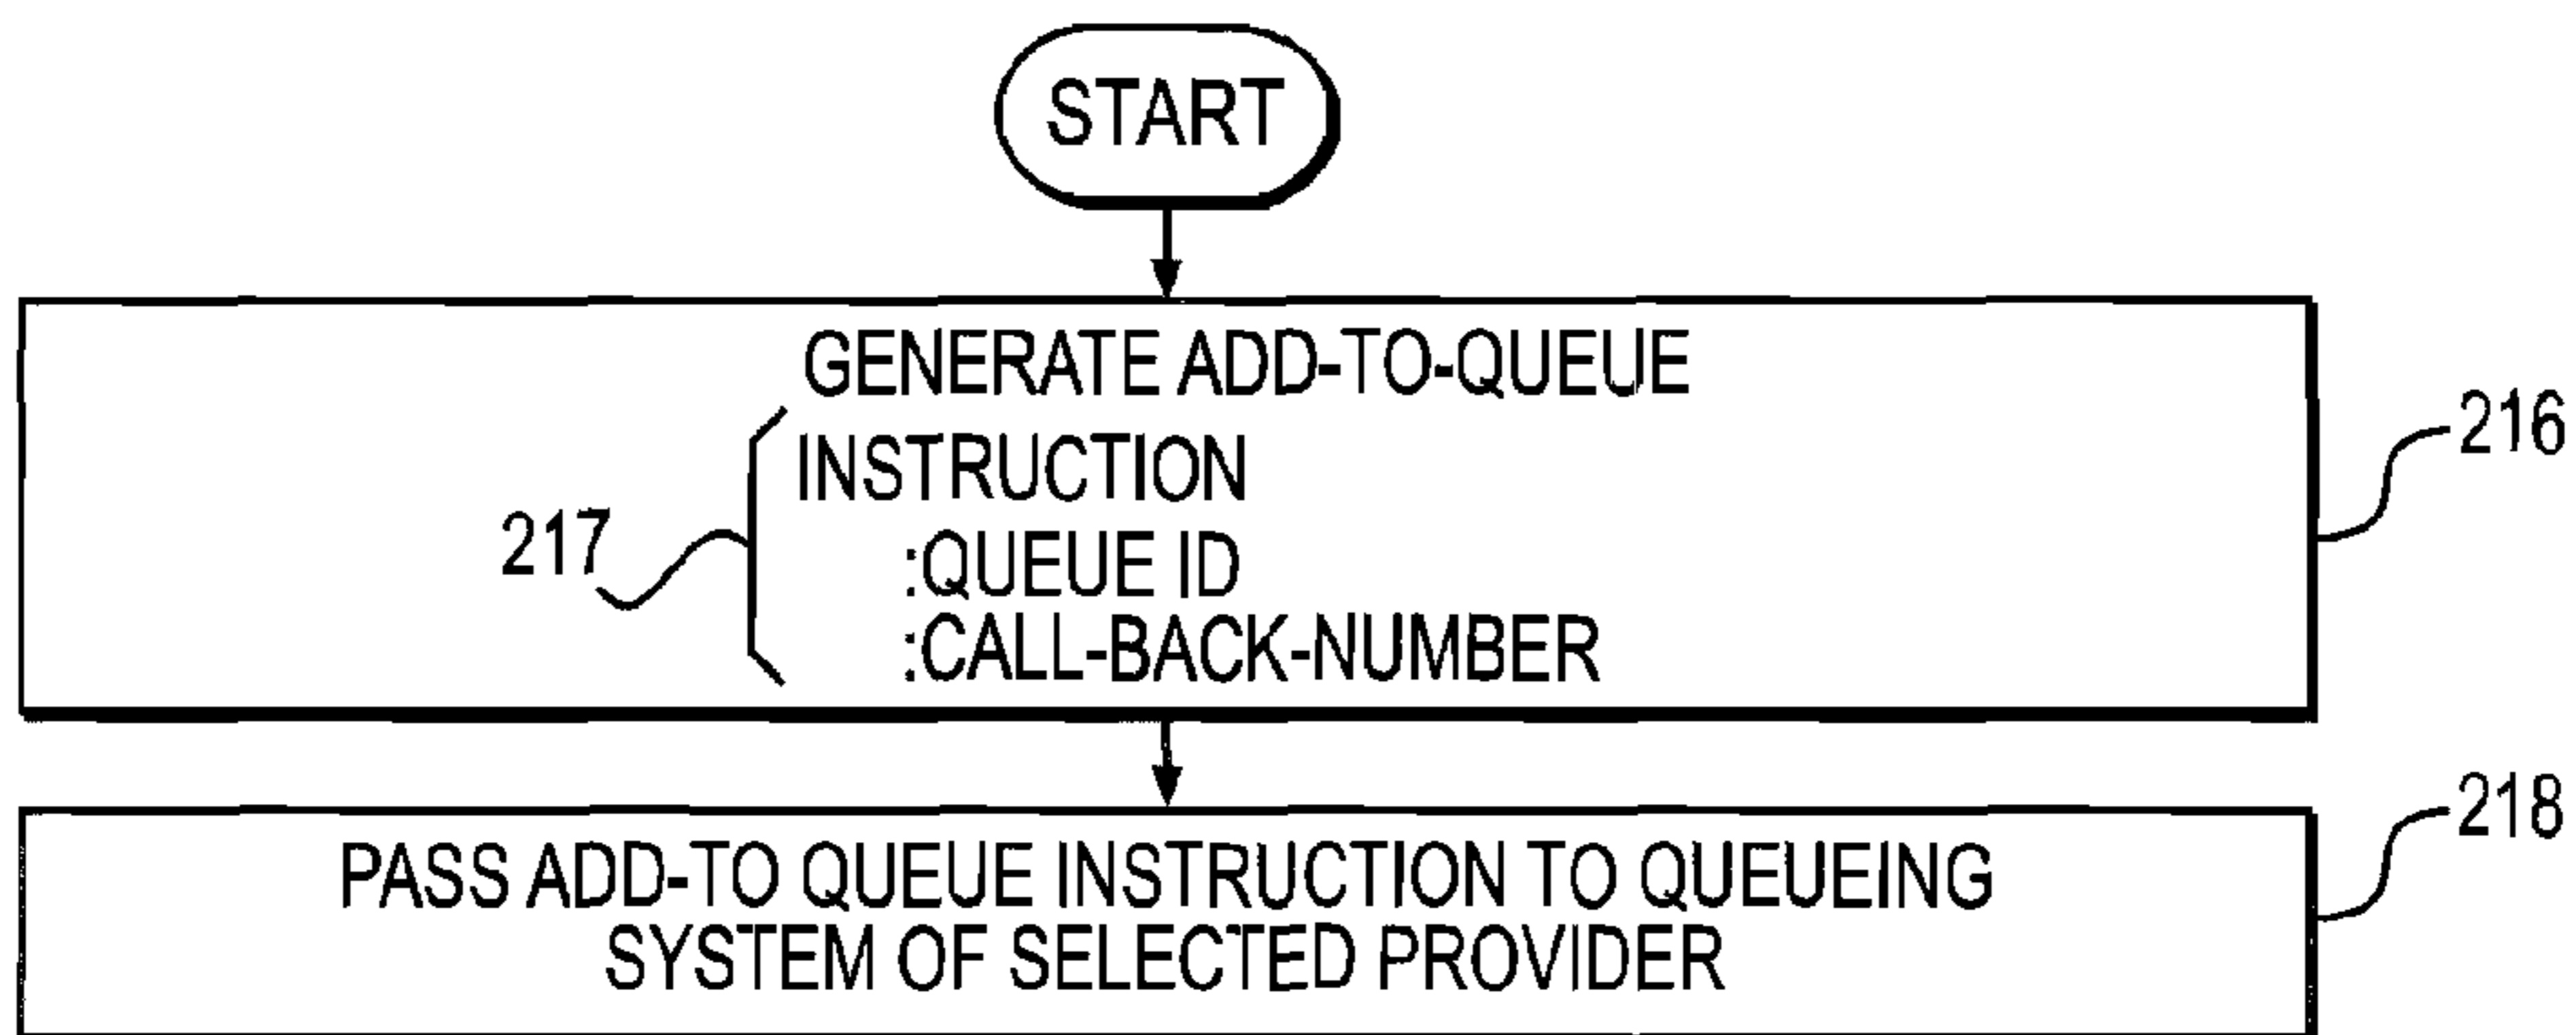 START
GENERATE ADD-TO-QUEUE
INSTRUCTION
:QUEUE ID
:CALL-BACK-NUMBER
217
216
PASS ADD-TO QUEUE INSTRUCTION TO QUEUEING
SYSTEM OF SELECTED PROVIDER
218